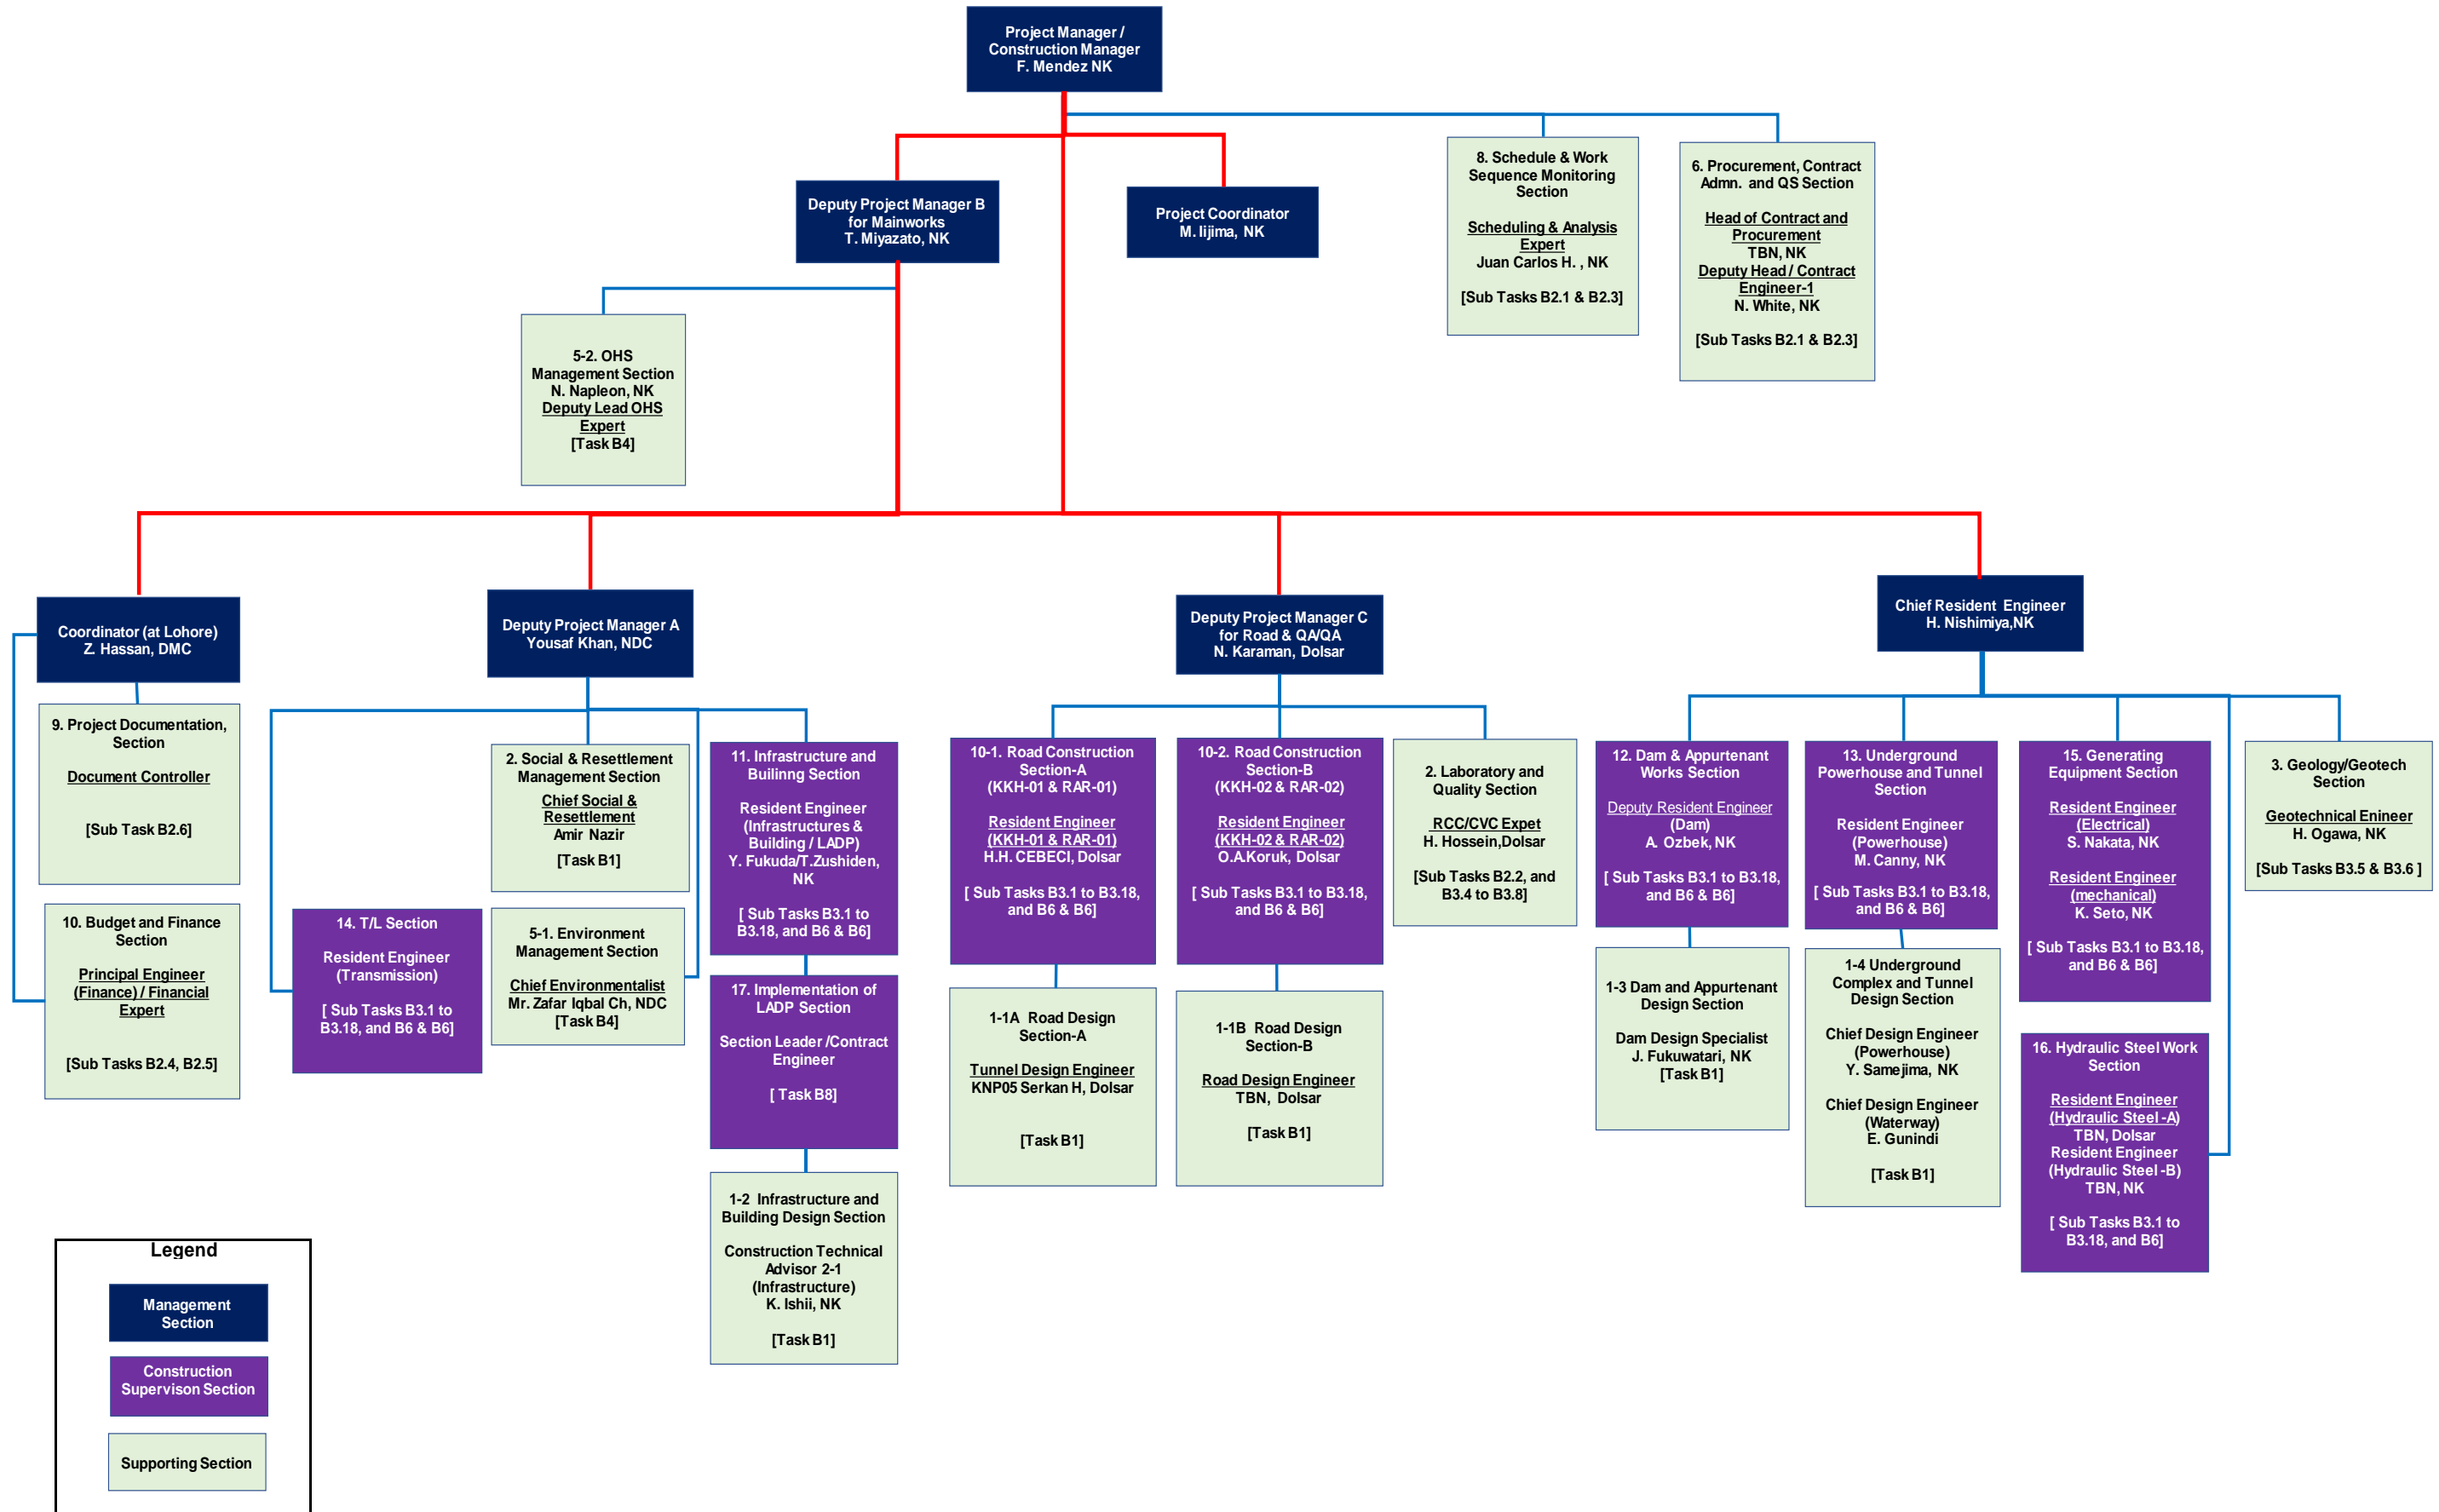 Project Manager /
Construction Manager
F. Mendez NK
Deputy Project Manager B
for Mainworks
T. Miyazato, NK
Project Coordinator
M. Iijima, NK
8. Schedule & Work
Sequence Monitoring
Section
Scheduling & Analysis
Expert
Juan Carlos H. , NK
[Sub Tasks B2.1 & B2.3]
6. Procurement, Contract
Admn. and QS Section
Head of Contract and
Procurement
TBN, NK
Deputy Head / Contract
Engineer-1
N. White, NK
[Sub Tasks B2.1 & B2.3]
5-2. OHS
Management Section
N. Napleon, NK
Deputy Lead OHS
Expert
[Task B4]
Coordinator (at Lohore)
Z. Hassan, DMC
Deputy Project Manager A
Yousaf Khan, NDC
Deputy Project Manager C
for Road & QA/QA
N. Karaman, Dolsar
Chief Resident Engineer
H. Nishimiya,NK
9. Project Documentation,
Section
Document Controller
[Sub Task B2.6]
10. Budget and Finance
Section
Principal Engineer
(Finance) / Financial
Expert
[Sub Tasks B2.4, B2.5]
14. T/L Section
Resident Engineer
(Transmission)
[ Sub Tasks B3.1 to
B3.18, and B6 & B6]
2. Social & Resettlement
Management Section
Chief Social &
Resettlement
Amir Nazir
[Task B1]
5-1. Environment
Management Section
Chief Environmentalist
Mr. Zafar Iqbal Ch, NDC
[Task B4]
11. Infrastructure and
Builinng Section
Resident Engineer
(Infrastructures &
Building / LADP)
Y. Fukuda/T.Zushiden,
NK
[ Sub Tasks B3.1 to
B3.18, and B6 & B6]
17. Implementation of
LADP Section
Section Leader /Contract
Engineer
[ Task B8]
1-2 Infrastructure and
Building Design Section
Construction Technical
Advisor 2-1
(Infrastructure)
K. Ishii, NK
[Task B1]
10-1. Road Construction
Section-A
(KKH-01 & RAR-01)
Resident Engineer
(KKH-01 & RAR-01)
H.H. CEBECI, Dolsar
[ Sub Tasks B3.1 to B3.18,
and B6 & B6]
1-1A Road Design
Section-A
Tunnel Design Engineer
KNP05 Serkan H, Dolsar
[Task B1]
10-2. Road Construction
Section-B
(KKH-02 & RAR-02)
Resident Engineer
(KKH-02 & RAR-02)
O.A.Koruk, Dolsar
[ Sub Tasks B3.1 to B3.18,
and B6 & B6]
1-1B Road Design
Section-B
Road Design Engineer
TBN, Dolsar
[Task B1]
2. Laboratory and
Quality Section
RCC/CVC Expet
H. Hossein,Dolsar
[Sub Tasks B2.2, and
B3.4 to B3.8]
12. Dam & Appurtenant
Works Section
Deputy Resident Engineer
(Dam)
A. Ozbek, NK
[ Sub Tasks B3.1 to B3.18,
and B6 & B6]
1-3 Dam and Appurtenant
Design Section
Dam Design Specialist
J. Fukuwatari, NK
[Task B1]
13. Underground
Powerhouse and Tunnel
Section
Resident Engineer
(Powerhouse)
M. Canny, NK
[ Sub Tasks B3.1 to B3.18,
and B6 & B6]
1-4 Underground
Complex and Tunnel
Design Section
Chief Design Engineer
(Powerhouse)
Y. Samejima, NK
Chief Design Engineer
(Waterway)
E. Gunindi
[Task B1]
15. Generating
Equipment Section
Resident Engineer
(Electrical)
S. Nakata, NK
Resident Engineer
(mechanical)
K. Seto, NK
[ Sub Tasks B3.1 to B3.18,
and B6 & B6]
16. Hydraulic Steel Work
Section
Resident Engineer
(Hydraulic Steel -A)
TBN, Dolsar
Resident Engineer
(Hydraulic Steel -B)
TBN, NK
[ Sub Tasks B3.1 to
B3.18, and B6]
3. Geology/Geotech
Section
Geotechnical Enineer
H. Ogawa, NK
[Sub Tasks B3.5 & B3.6 ]
Legend
Management
Section
Construction
Supervison Section
Supporting Section